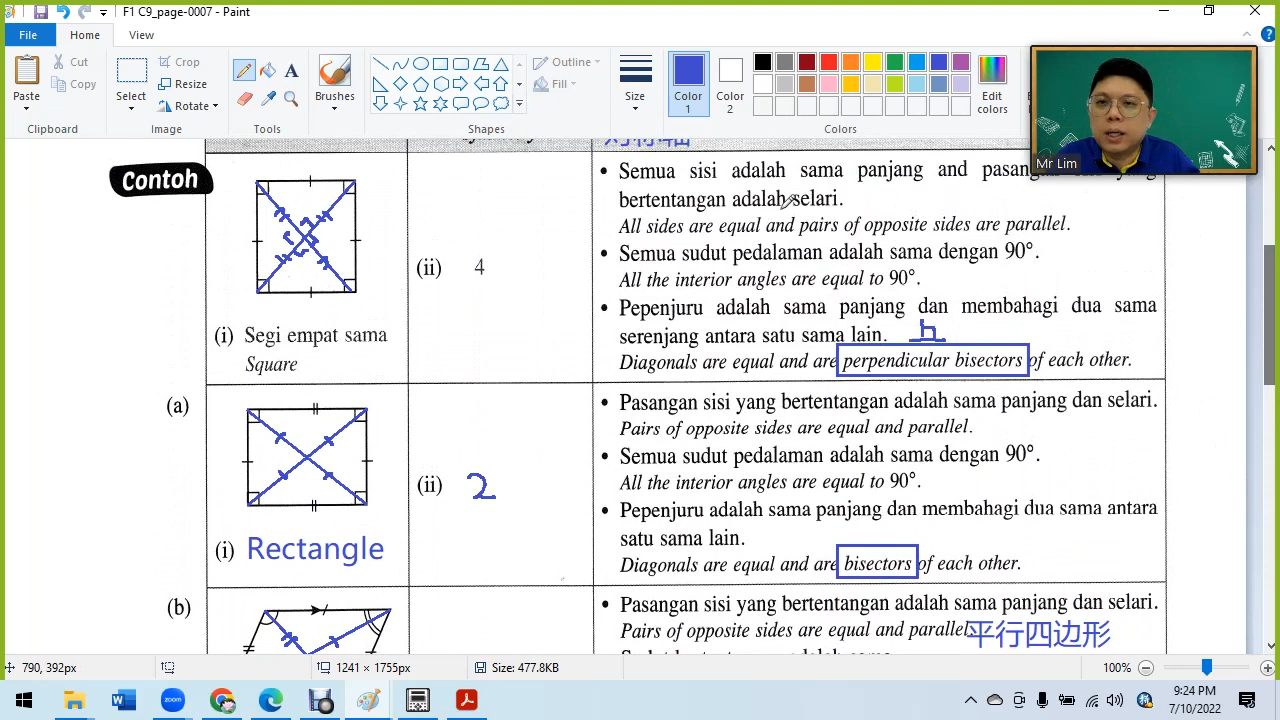 F1 C9_page-0007 - Paint
File
Home
View
Paste
Cut
Copy
Clipboard
Select
Crop
Resize
Rotate
Image
A
Tools
Brushes
Outline
Fill
Shapes
Size
Color 1
Color 2
Edit colors
Colors
Mr Lim
Contoh
(i) Segi empat sama
Square
(ii) 4
• Semua sisi adalah sama panjang and
bertentangan adalah selari.
All sides are equal and pairs of opposite sides are parallel.
• Semua sudut pedalaman adalah sama dengan 90°.
All the interior angles are equal to 90°.
• Pepenjuru adalah sama panjang dan membahagi dua sama
serenjang antara satu sama lain.
Diagonals are equal and are perpendicular bisectors of each other.
(a)
(i) Rectangle
(ii) 2
• Pasangan sisi yang bertentangan adalah sama panjang dan selari.
Pairs of opposite sides are equal and parallel.
• Semua sudut pedalaman adalah sama dengan 90°.
All the interior angles are equal to 90°.
• Pepenjuru adalah sama panjang dan membahagi dua sama antara
satu sama lain.
Diagonals are equal and are bisectors of each other.
(b)
• Pasangan sisi yang bertentangan adalah sama panjang dan selari.
Pairs of opposite sides are equal and parallel.
平行四边形
790, 392px
1241 × 1755px
Size: 477.8KB
100%
zoom
9:24 PM
7/10/2022